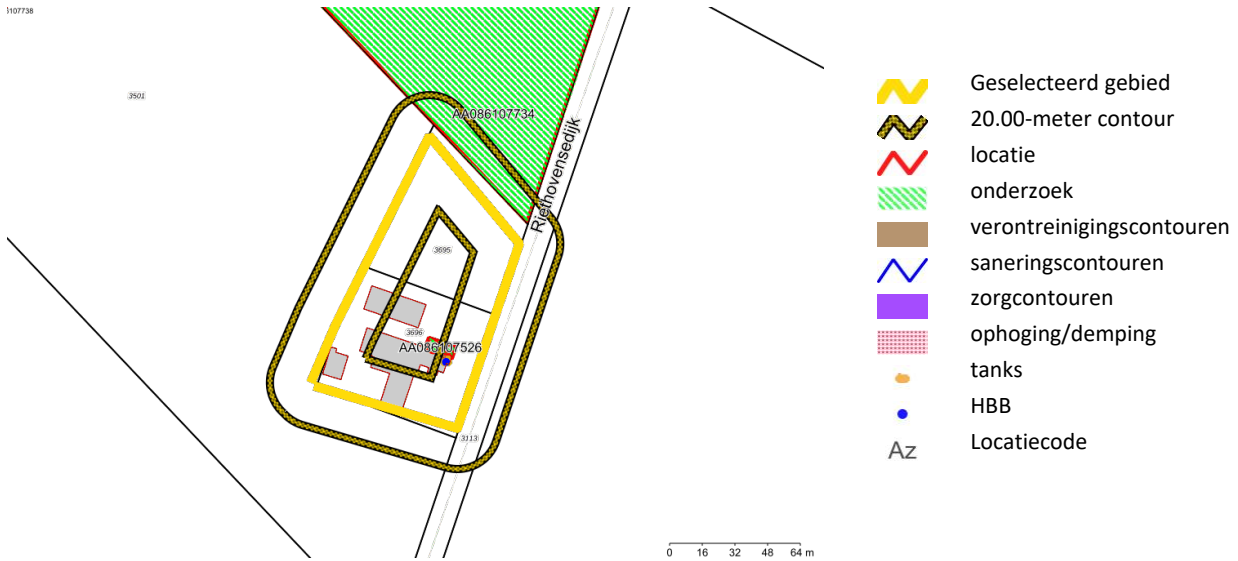 107738
3501
AA086107734
Riethovensedijk
3695
3696
AA086107526
3113
0 16 32 48 64 m
Geselecteerd gebied
20.00-meter contour
locatie
onderzoek
verontreinigingscontouren
saneringscontouren
zorgcontouren
ophoging/demping
tanks
HBB
Az Locatiecode